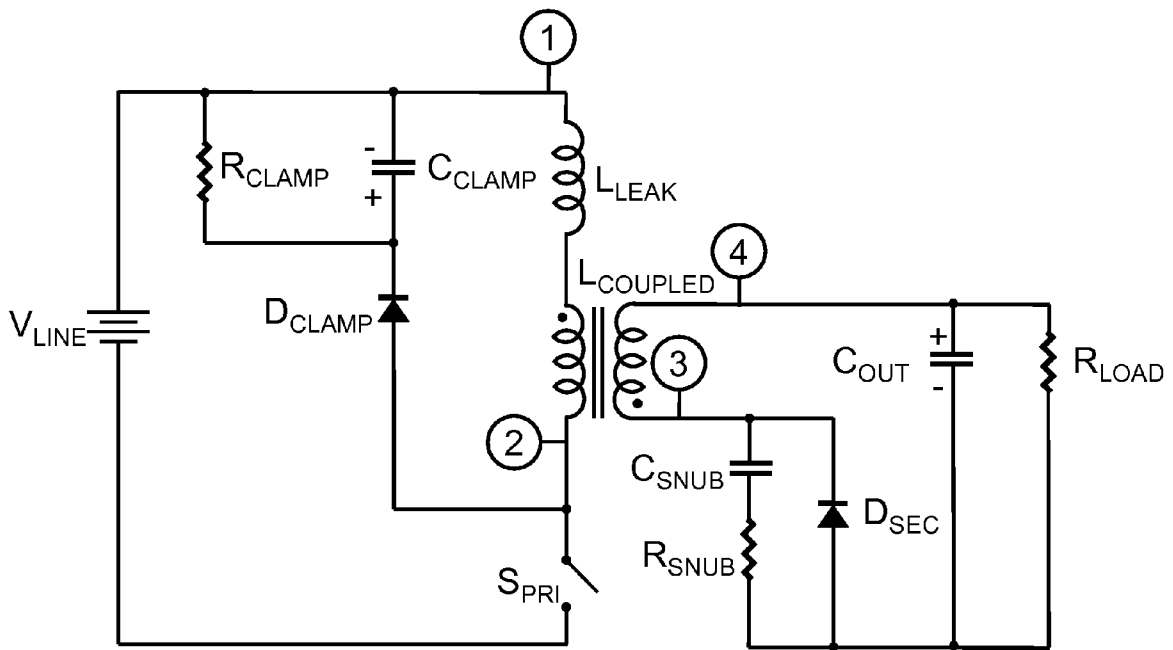 1
-
R_CLAMP
C_CLAMP
+
L_LEAK
4
L_COUPLED
D_CLAMP
V_LINE
+
3
C_OUT
R_LOAD
-
2
C_SNUB
D_SEC
R_SNUB
S_PRI